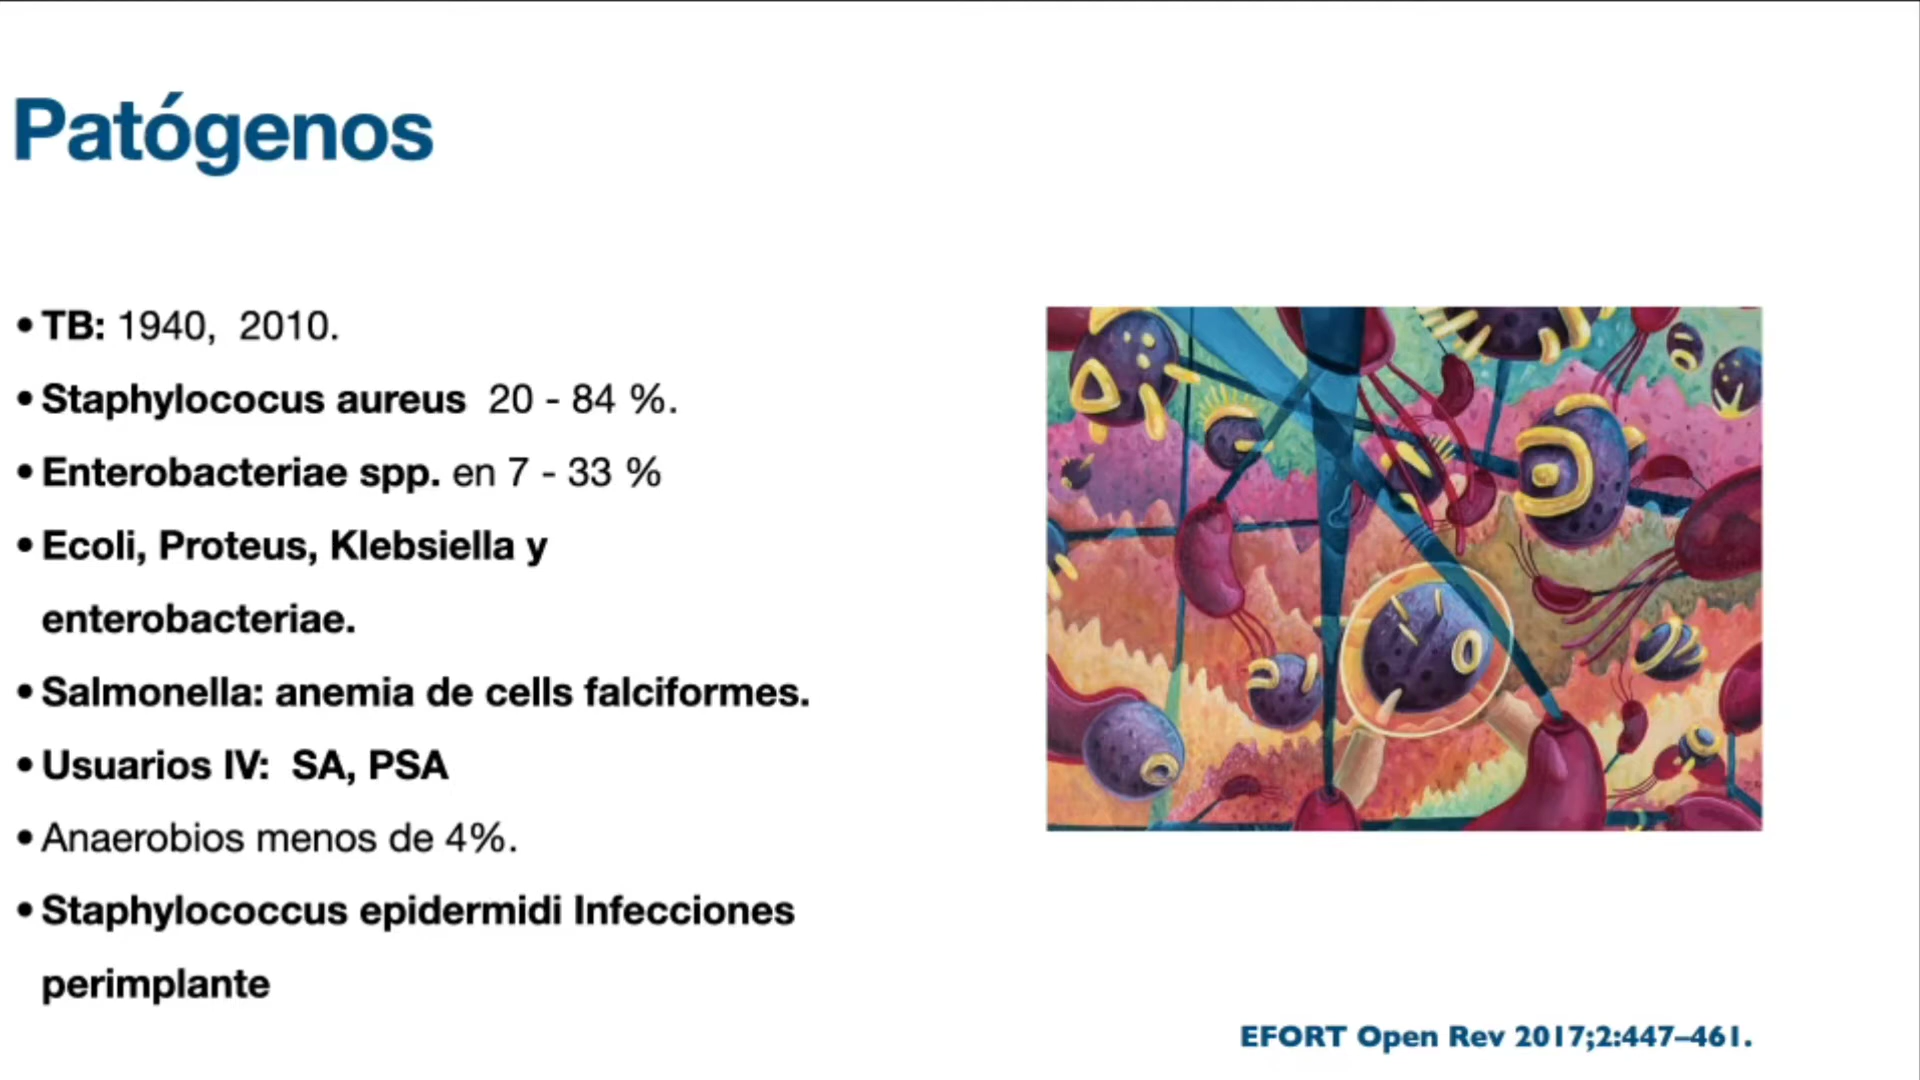 Patógenos
• TB: 1940, 2010.
• Staphylococus aureus 20 - 84 %.
• Enterobacteriae spp. en 7 - 33 %
• Ecoli, Proteus, Klebsiella y
enterobacteriae.
• Salmonella: anemia de cells falciformes.
• Usuarios IV: SA, PSA
• Anaerobios menos de 4%.
• Staphylococcus epidermidi Infecciones
perimplante
EFORT Open Rev 2017;2:447–461.